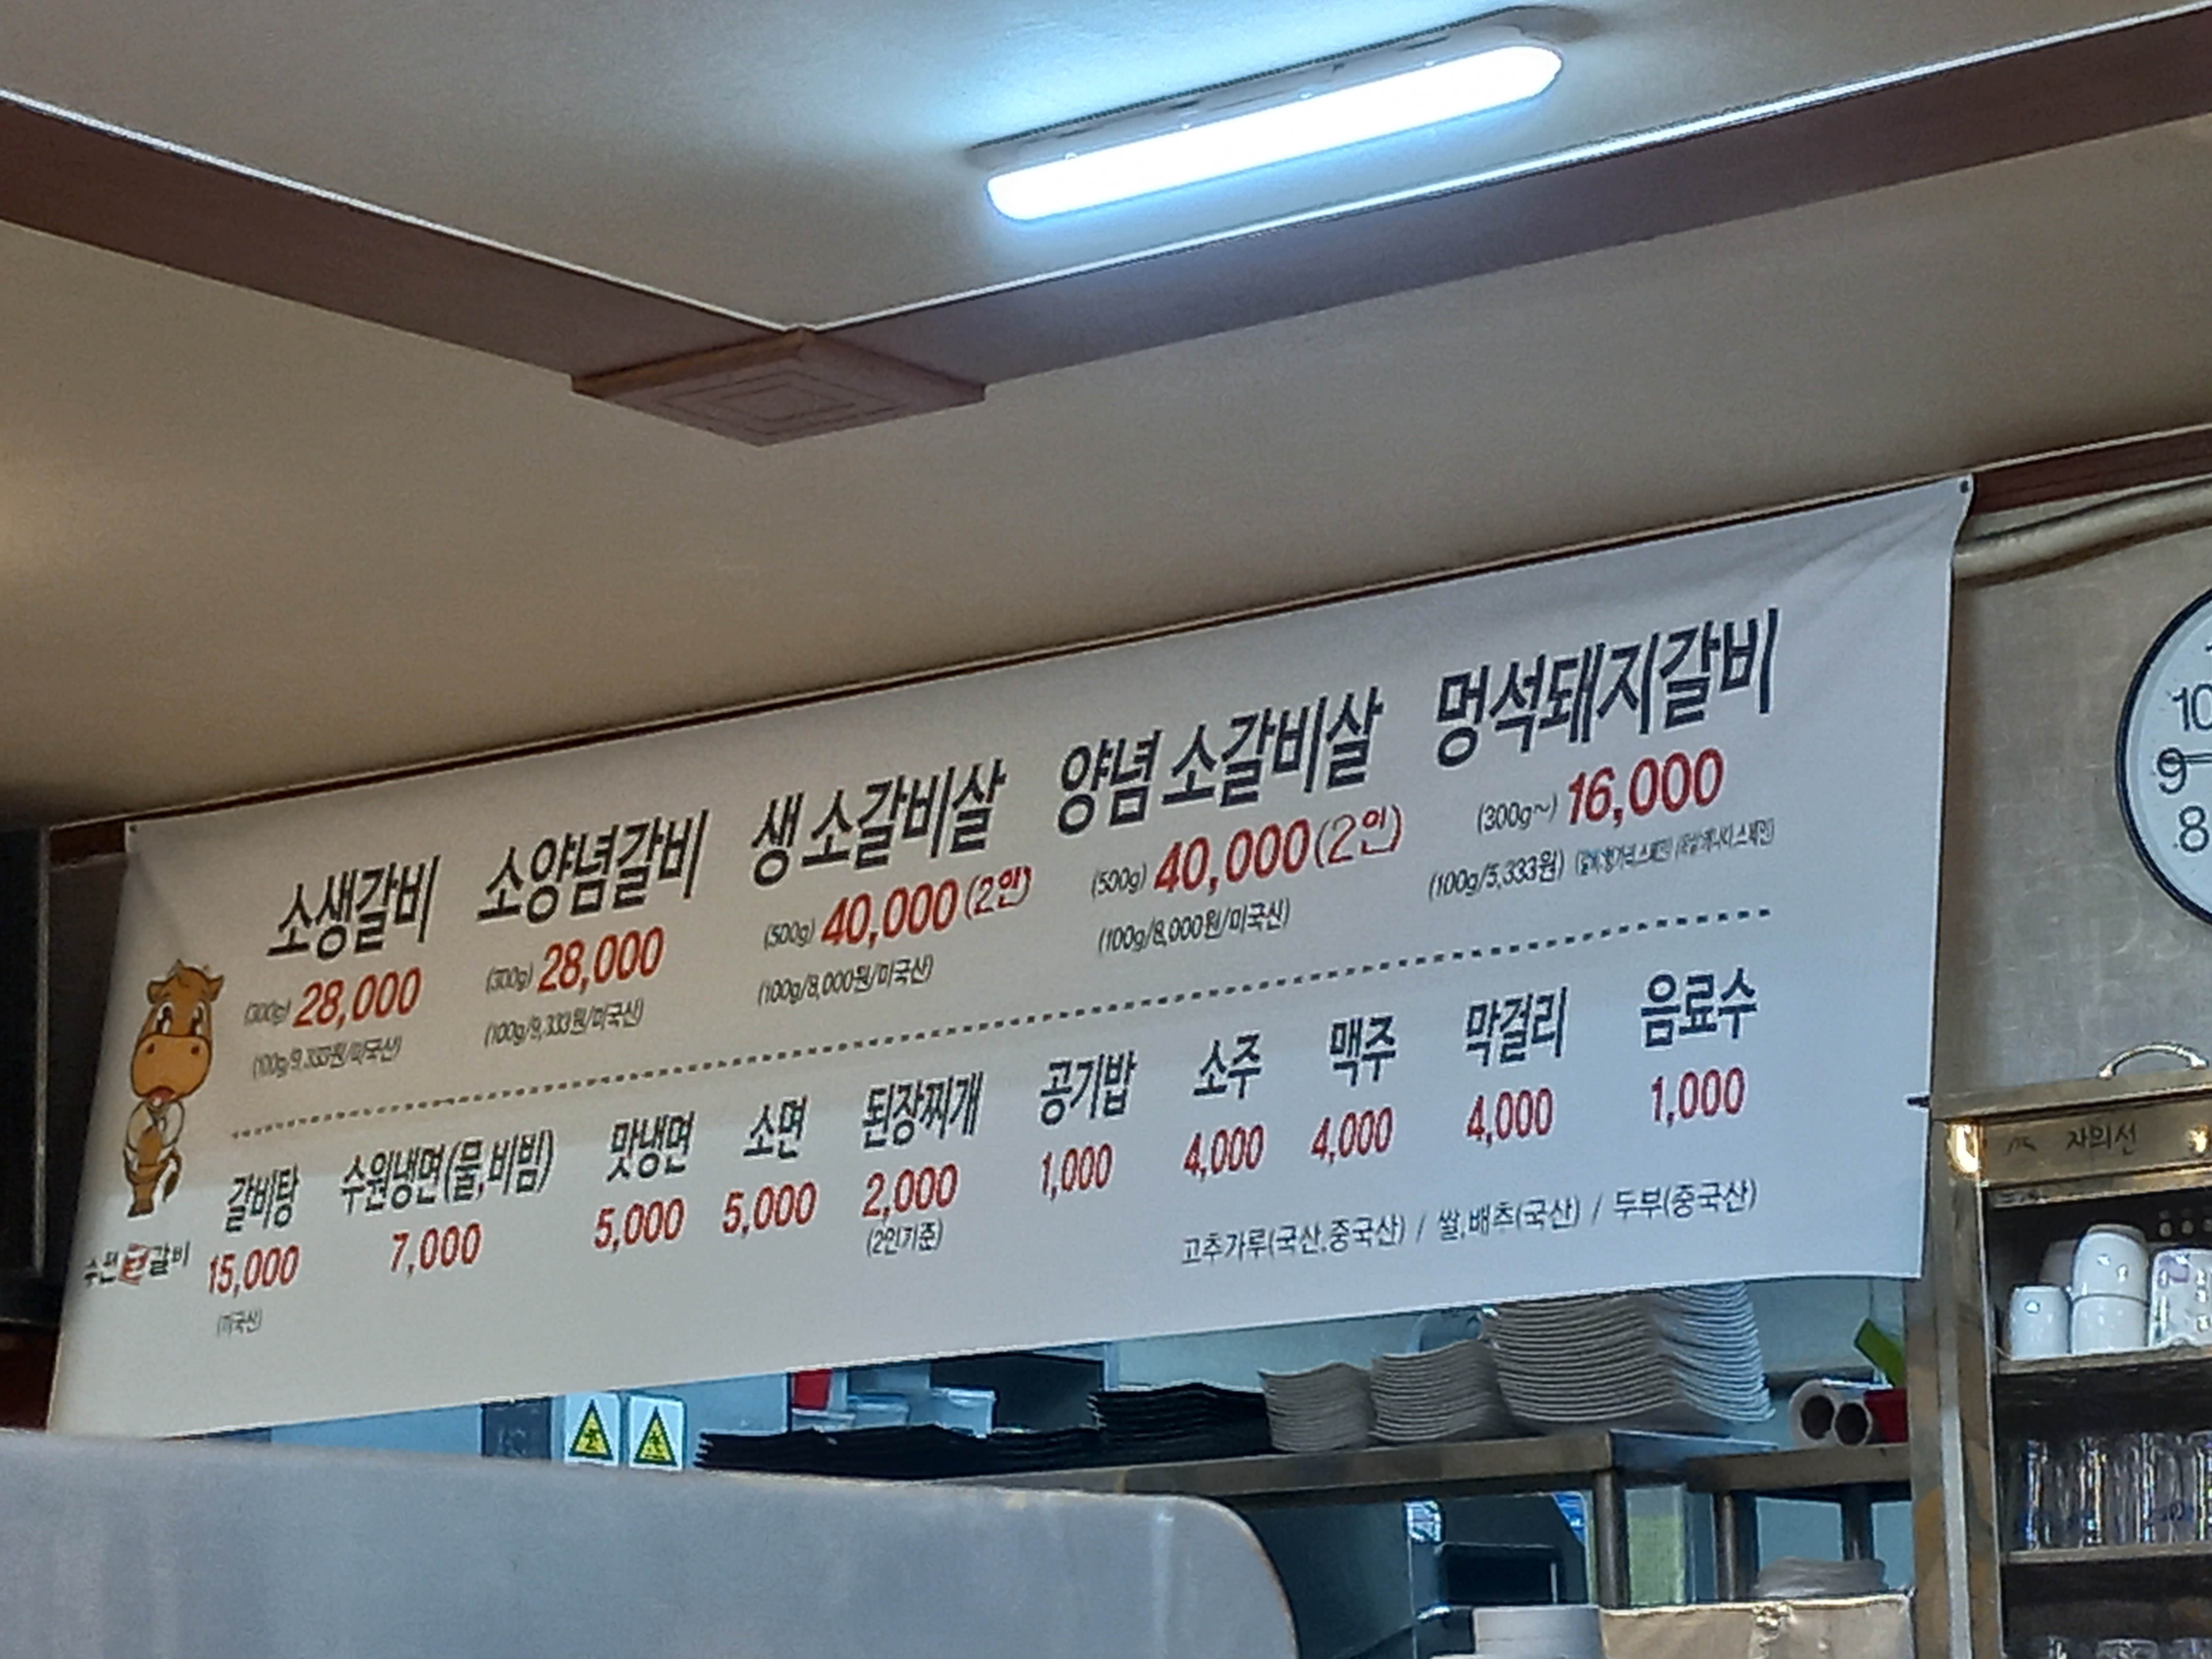 소생갈비 소양념갈비 생 소갈비살 양념 소갈비살 멍석돼지갈비
(300g) 28,000 (300g) 28,000 (500g) 40,000(2인) (500g) 40,000(2인) (300g~) 16,000
(100g/9,333원/미국산) (100g/9,333원/미국산) (100g/8,000원/미국산) (100g/8,000원/미국산) (100g/5,333원)
갈비탕 수원냉면(물,비빔) 맛냉면 소면 된장찌개 공기밥 소주 맥주 막걸리 음료수
15,000 7,000 5,000 5,000 2,000 1,000 4,000 4,000 4,000 1,000
(미국산) (2인기준)
고추가루(국산,중국산) / 쌀,배추(국산) / 두부(중국산)
갈비
10
9
8
자외선